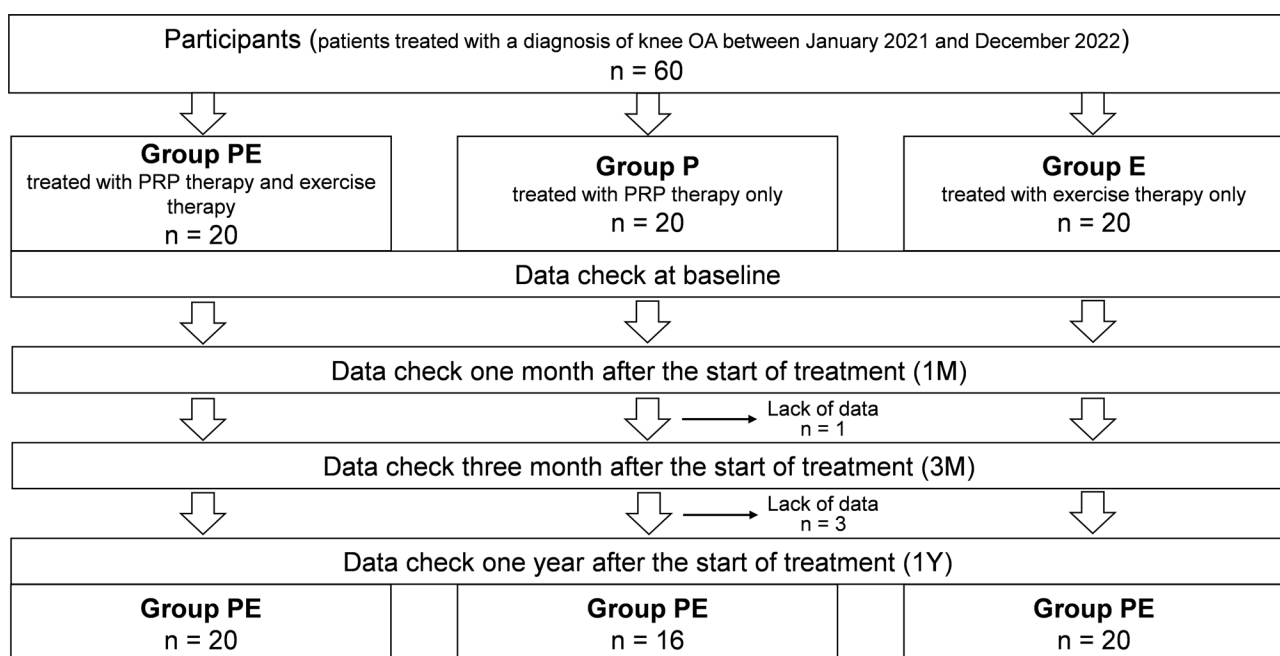 Participants (patients treated with a diagnosis of knee OA between January 2021 and December 2022)
n = 60
Group PE
treated with PRP therapy and exercise
therapy
n = 20
Group P
treated with PRP therapy only
n = 20
Group E
treated with exercise therapy only
n = 20
Data check at baseline
Data check one month after the start of treatment (1M)
Lack of data
n = 1
Data check three month after the start of treatment (3M)
Lack of data
n = 3
Data check one year after the start of treatment (1Y)
Group PE
n = 20
Group PE
n = 16
Group PE
n = 20